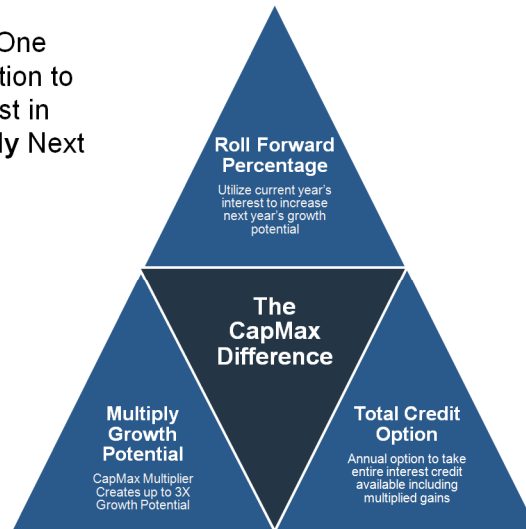 One
tion to
st in
ly Next
Roll Forward
Percentage
Utilize current year's
interest to increase
next year's growth
potential
The
CapMax
Difference
Multiply
Growth
Potential
CapMax Multiplier
Creates up to 3X
Growth Potential
Total Credit
Option
Annual option to take
entire interest credit
available including
multiplied gains